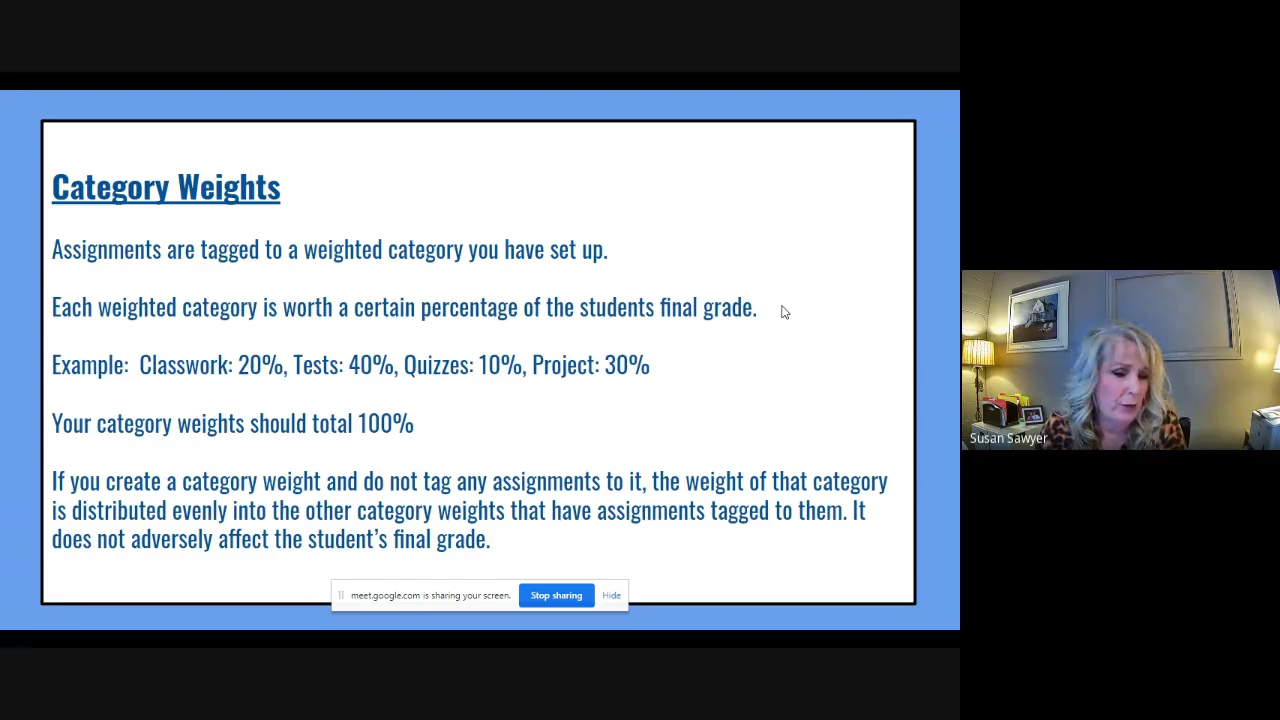 Category Weights
Assignments are tagged to a weighted category you have set up.
Each weighted category is worth a certain percentage of the students final grade.
Example:  Classwork: 20%, Tests: 40%, Quizzes: 10%, Project: 30%
Your category weights should total 100%
If you create a category weight and do not tag any assignments to it, the weight of that category
is distributed evenly into the other category weights that have assignments tagged to them. It
does not adversely affect the student’s final grade.
meet.google.com is sharing your screen. Stop sharing Hide
Susan Sawyer